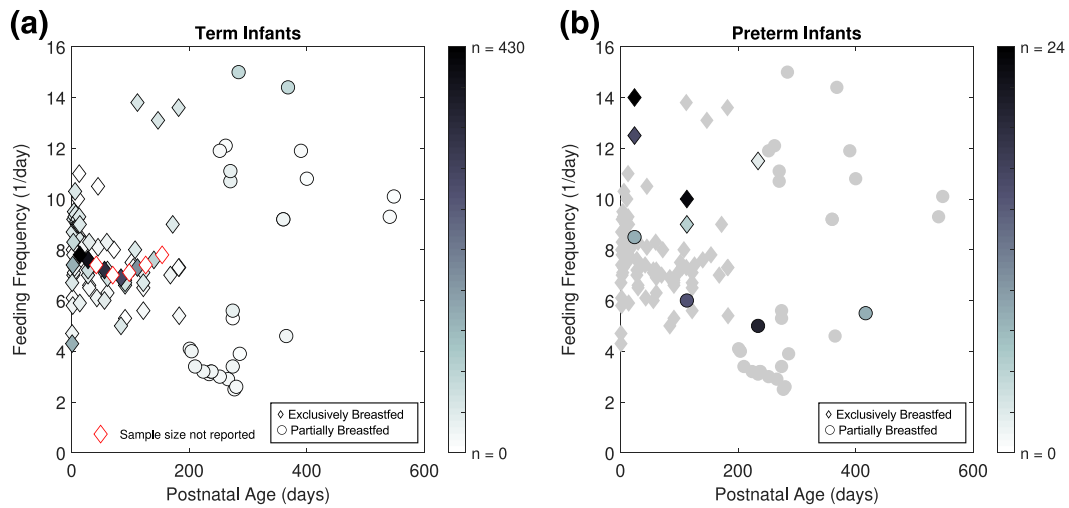 (a)
Term Infants
Feeding Frequency (1/day)
16
14
12
10
8
6
4
2
0
0
200
400
600
Postnatal Age (days)
Sample size not reported
Exclusively Breastfed
Partially Breastfed
n = 430
n = 0
(b)
Preterm Infants
Feeding Frequency (1/day)
16
14
12
10
8
6
4
2
0
0
200
400
600
Postnatal Age (days)
Exclusively Breastfed
Partially Breastfed
n = 24
n = 0